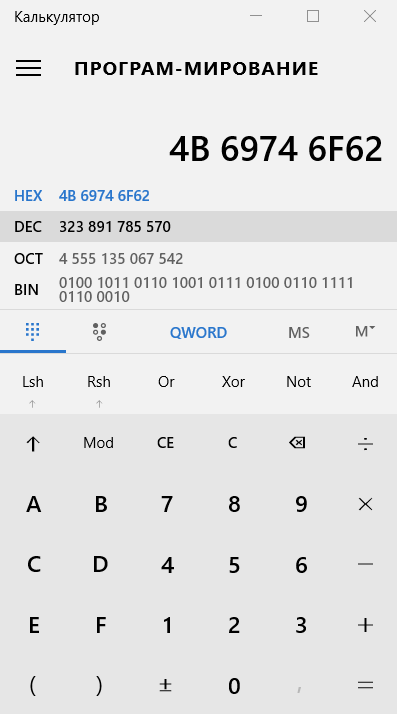 Калькулятор
ПРОГРАМ-МИРОВАНИЕ
4B 6974 6F62
HEX 4B 6974 6F62
DEC 323 891 785 570
OCT 4 555 135 067 542
BIN 0100 1011 0110 1001 0111 0100 0110 1111
0110 0010
QWORD MS M
Lsh Rsh Or Xor Not And
↑ ↑
↑ Mod CE C ⌫ ÷
A B 7 8 9 ×
C D 4 5 6 −
E F 1 2 3 +
( ) ± 0 , =